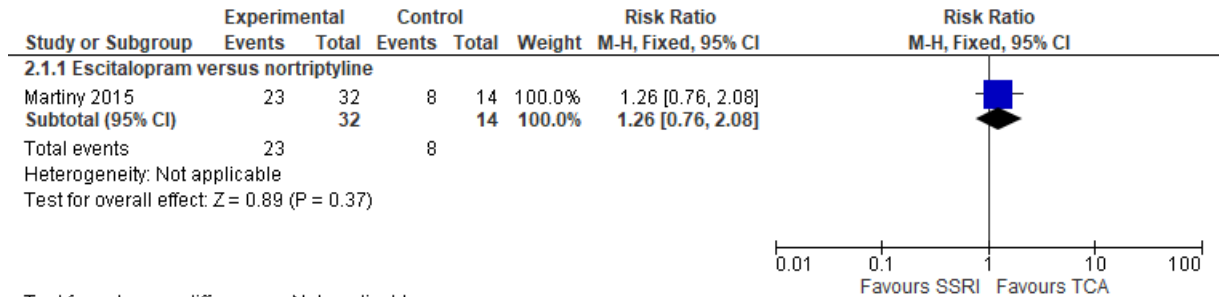 Experimental Control Risk Ratio Risk Ratio
Study or Subgroup Events Total Events Total Weight M-H, Fixed, 95% CI M-H, Fixed, 95% CI
2.1.1 Escitalopram versus nortriptyline
Martiny 2015 23 32 8 14 100.0% 1.26 [0.76, 2.08]
Subtotal (95% CI) 32 14 100.0% 1.26 [0.76, 2.08]
Total events 23 8
Heterogeneity: Not applicable
Test for overall effect: Z = 0.89 (P = 0.37)
0.01 0.1 1 10 100
Favours SSRI Favours TCA